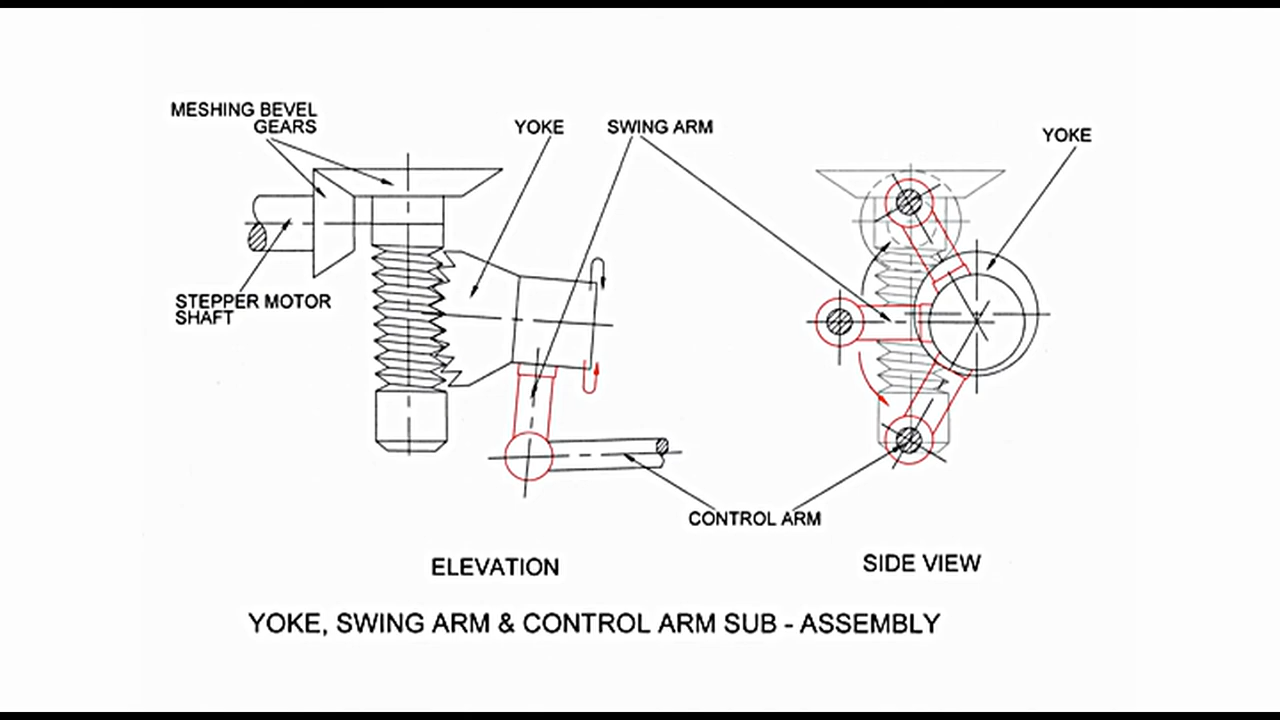 MESHING BEVEL
GEARS
YOKE
SWING ARM
YOKE
STEPPER MOTOR
SHAFT
CONTROL ARM
ELEVATION
SIDE VIEW
YOKE, SWING ARM & CONTROL ARM SUB - ASSEMBLY